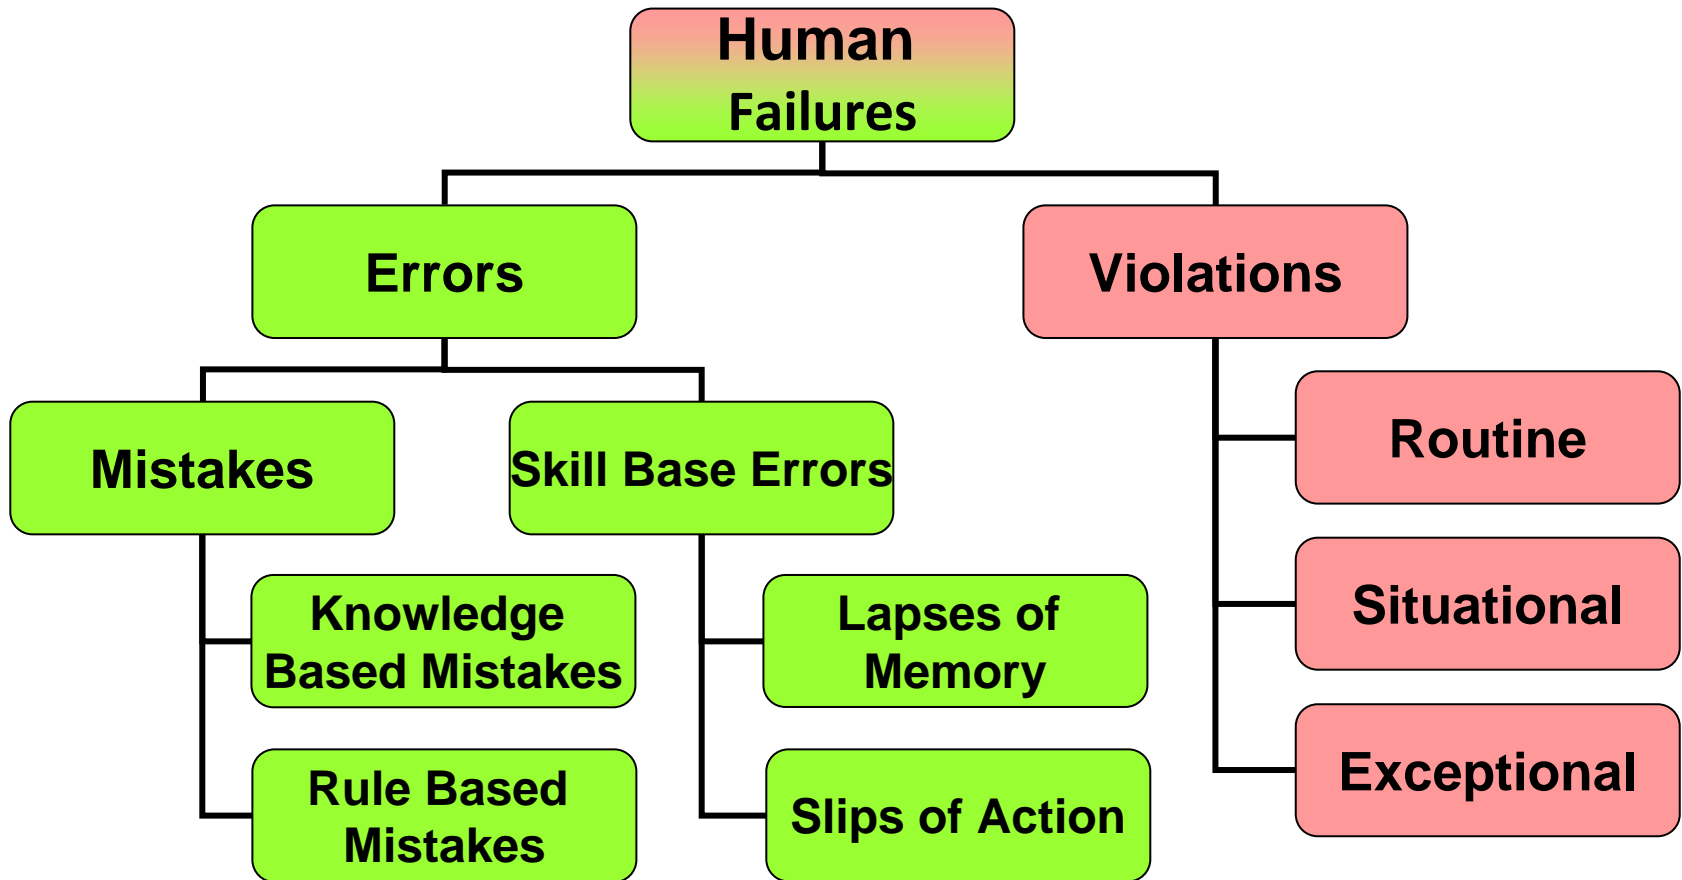 Human
Failures
Errors
Violations
Mistakes
Skill Base Errors
Routine
Knowledge
Based Mistakes
Lapses of
Memory
Situational
Rule Based
Mistakes
Slips of Action
Exceptional